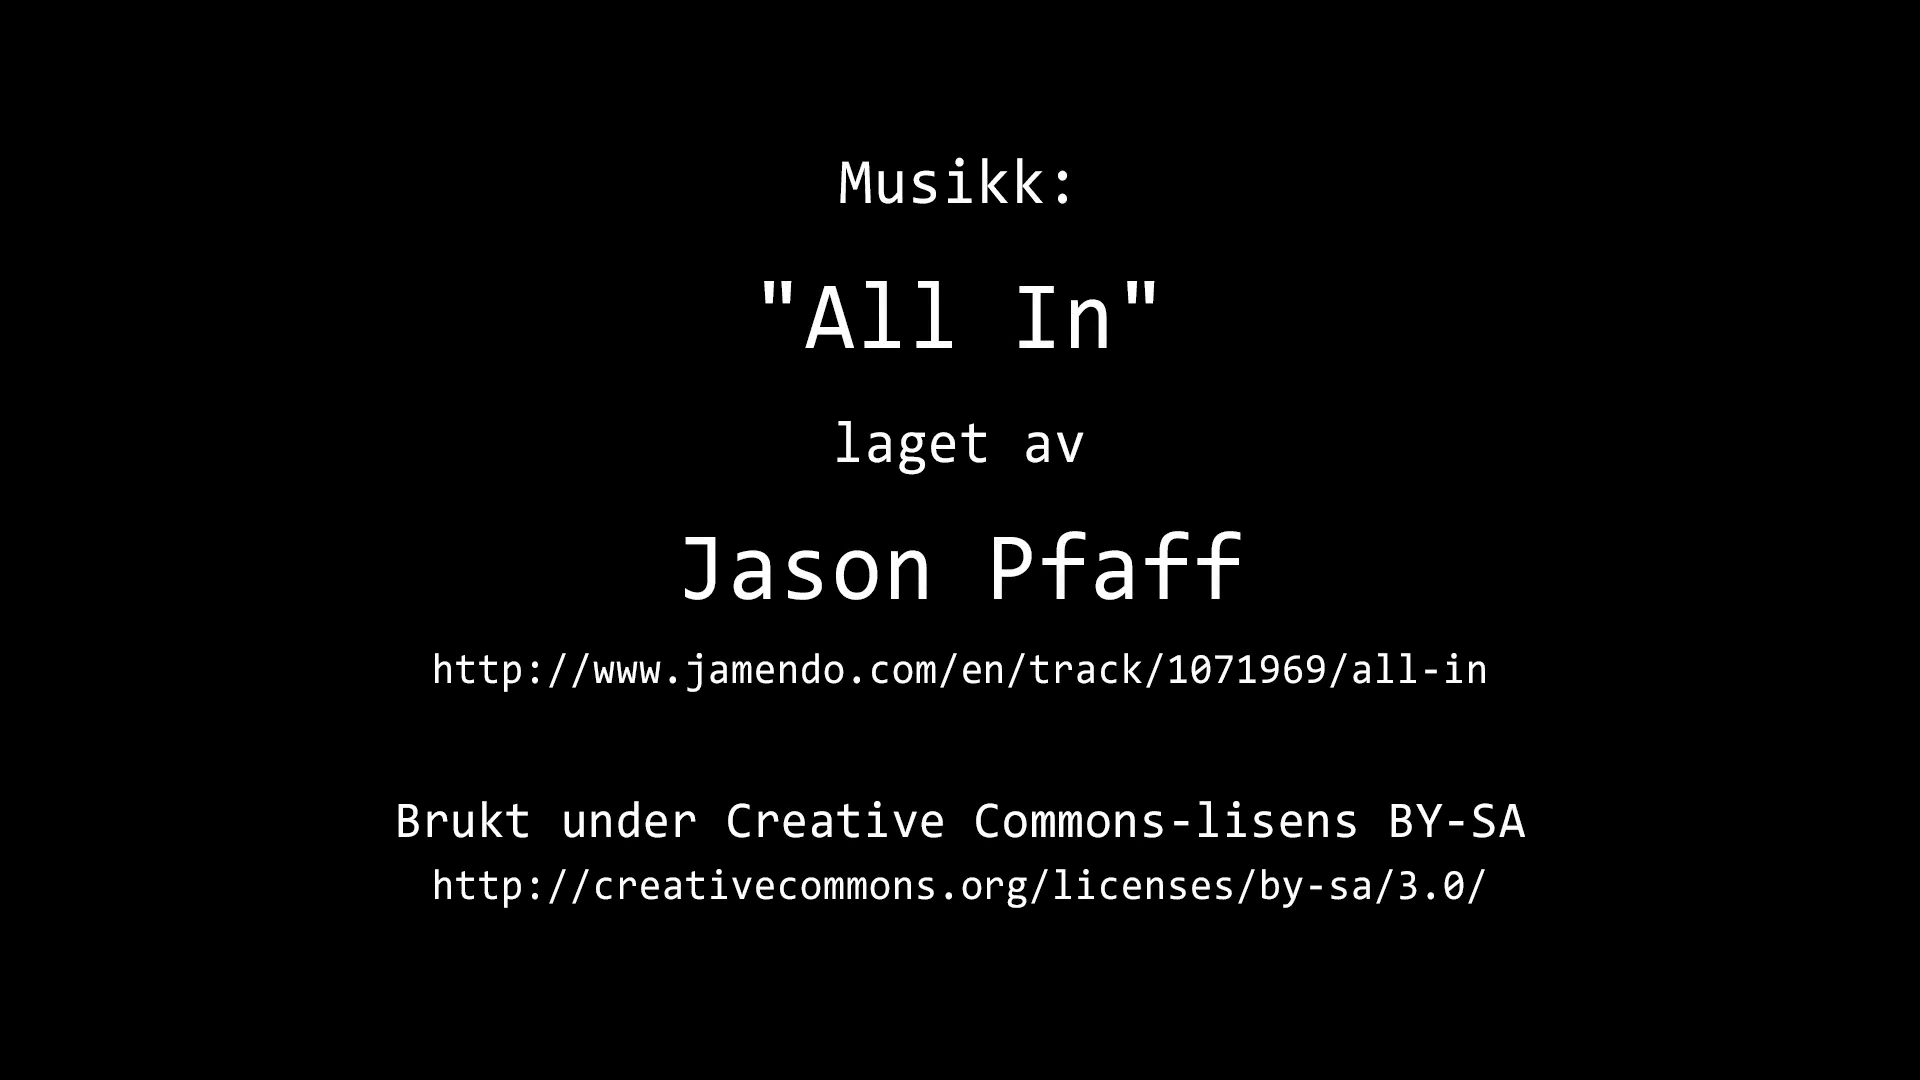 Musikk:
"All In"
laget av
Jason Pfaff
http://www.jamendo.com/en/track/1071969/all-in
Brukt under Creative Commons-lisens BY-SA
http://creativecommons.org/licenses/by-sa/3.0/